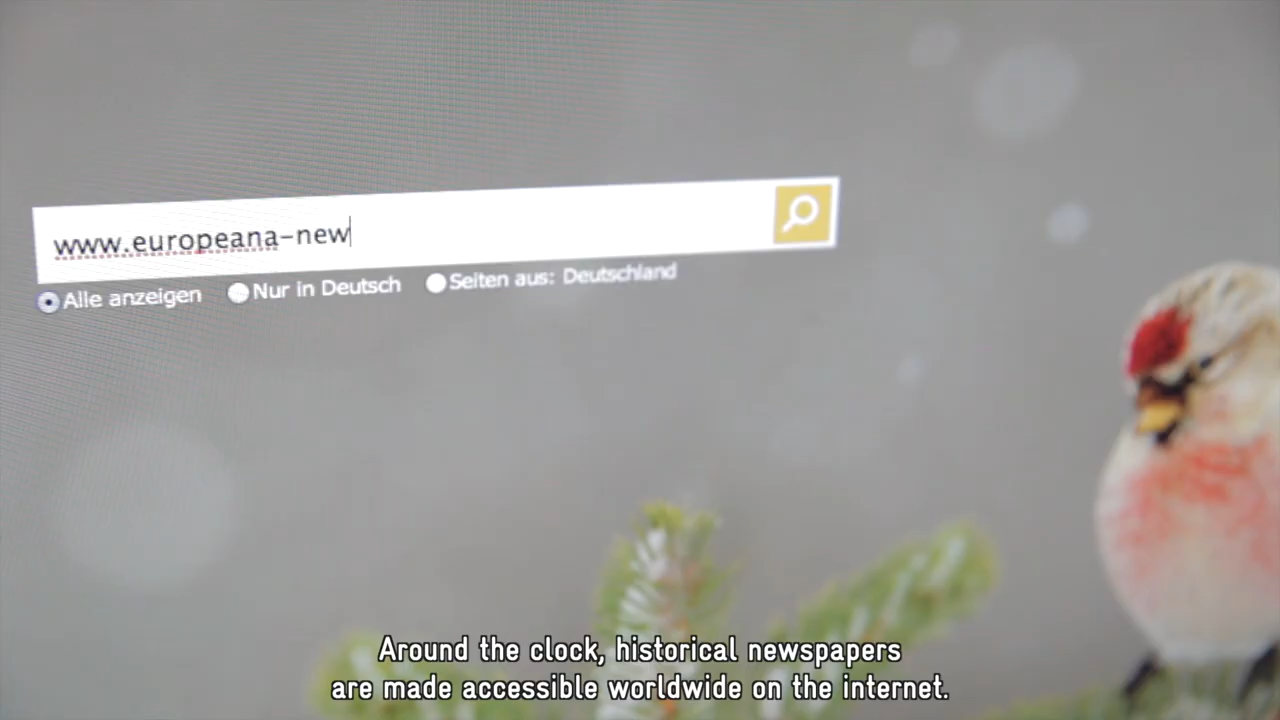 www.europeana-new
Alle anzeigen Nur in Deutsch Seiten aus: Deutschland
Around the clock, historical newspapers
are made accessible worldwide on the internet.